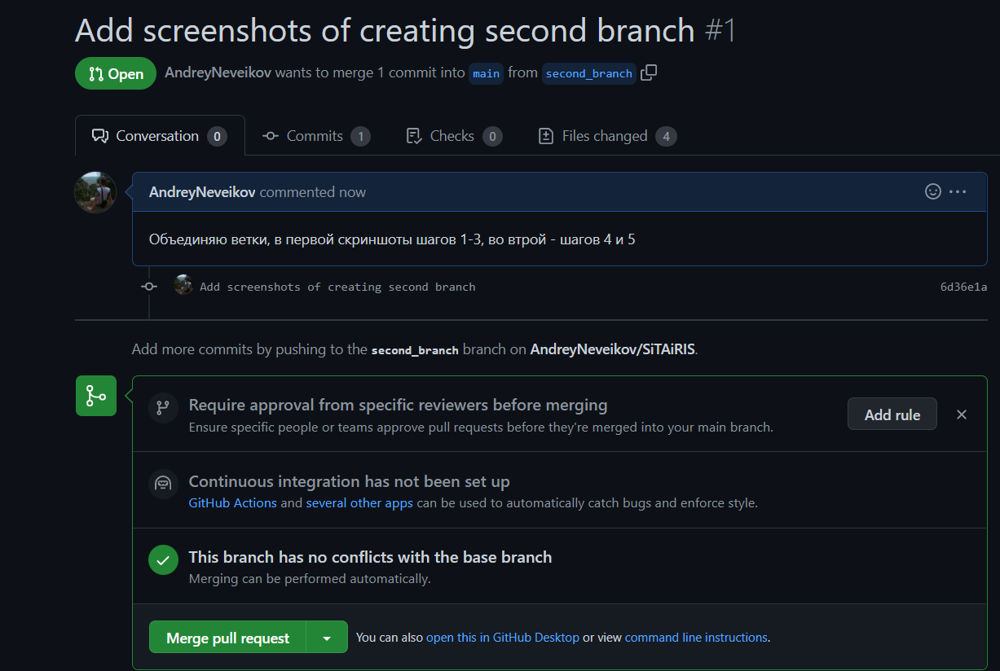 Add screenshots of creating second branch #1
Open AndreyNeveikov wants to merge 1 commit into main from second_branch
Conversation 0 Commits 1 Checks 0 Files changed 4
AndreyNeveikov commented now
Объединяю ветки, в первой скриншоты шагов 1-3, во втрой - шагов 4 и 5
Add screenshots of creating second branch 6d36e1a
Add more commits by pushing to the second_branch branch on AndreyNeveikov/SiTAiRIS.
Require approval from specific reviewers before merging
Ensure specific people or teams approve pull requests before they're merged into your main branch.
Add rule
Continuous integration has not been set up
GitHub Actions and several other apps can be used to automatically catch bugs and enforce style.
This branch has no conflicts with the base branch
Merging can be performed automatically.
Merge pull request You can also open this in GitHub Desktop or view command line instructions.